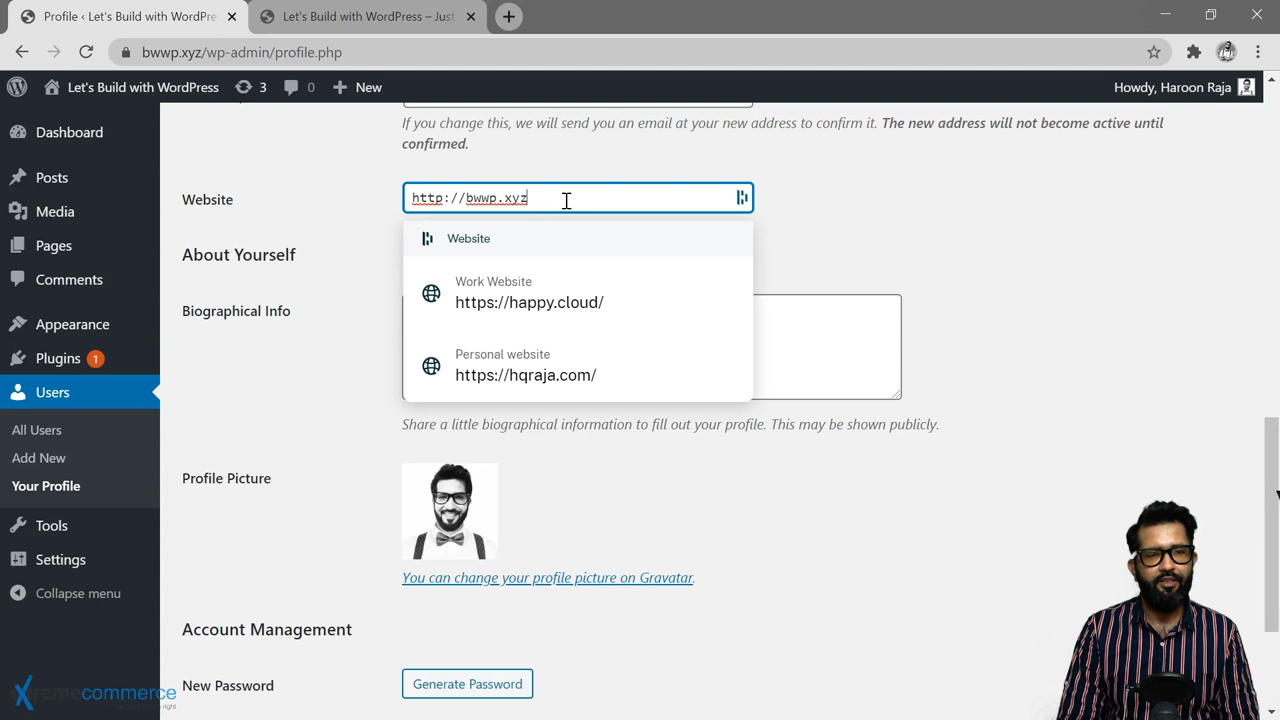 Profile ‹ Let's Build with WordPre
Let's Build with WordPress – Just
bwwp.xyz/wp-admin/profile.php
Let's Build with WordPress 3 0 New
Howdy, Haroon Raja
Dashboard
Posts
Media
Pages
Comments
Appearance
Plugins 1
Users
All Users
Add New
Your Profile
Tools
Settings
Collapse menu
If you change this, we will send you an email at your new address to confirm it. The new address will not become active until
confirmed.
Website
http://bwwp.xyz
Website
Work Website
https://happy.cloud/
Personal website
https://hqraja.com/
About Yourself
Biographical Info
Share a little biographical information to fill out your profile. This may be shown publicly.
Profile Picture
You can change your profile picture on Gravatar.
Account Management
New Password
Generate Password